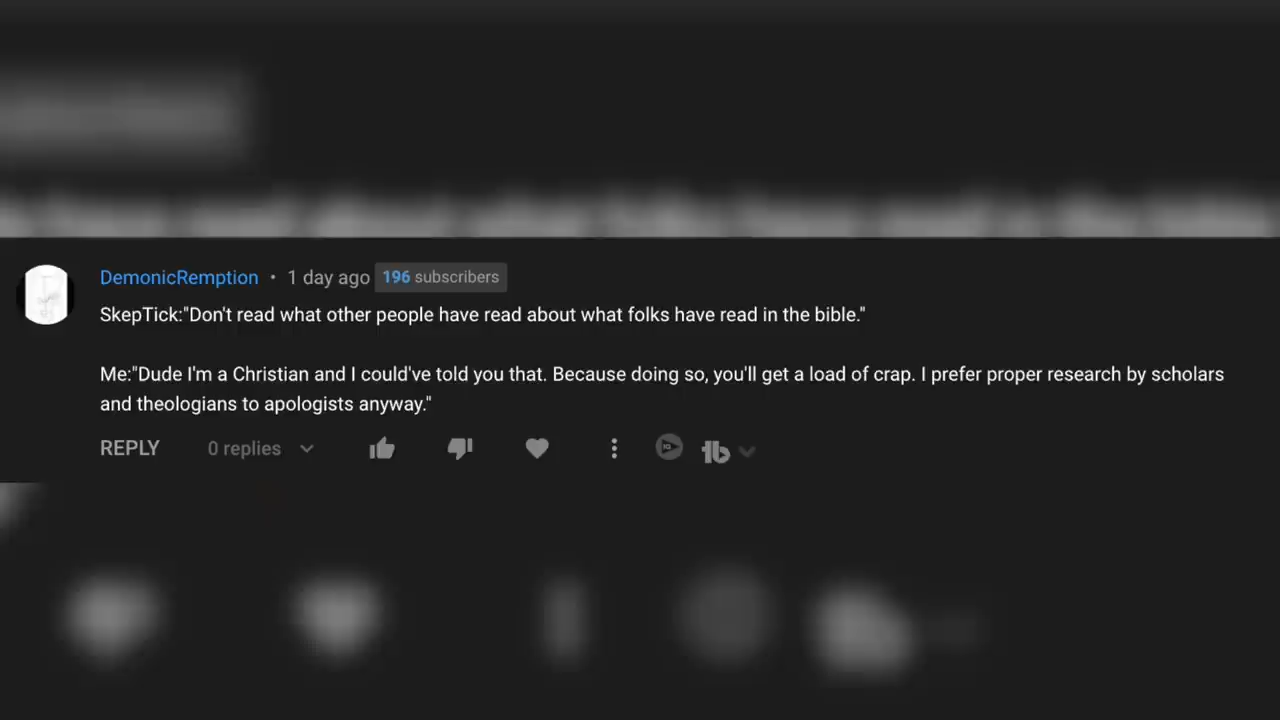 DemonicRemption • 1 day ago 196 subscribers
SkepTick:"Don't read what other people have read about what folks have read in the bible."
Me:"Dude I'm a Christian and I could've told you that. Because doing so, you'll get a load of crap. I prefer proper research by scholars
and theologians to apologists anyway."
REPLY 0 replies